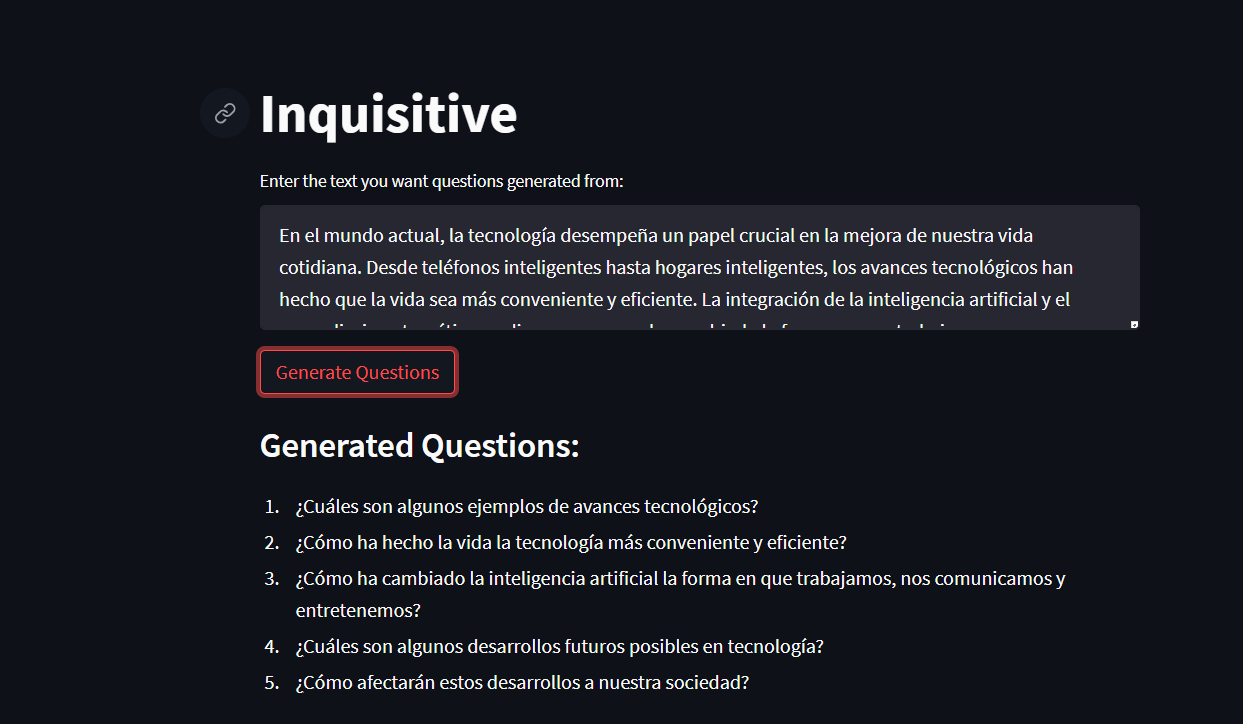 Inquisitive
Enter the text you want questions generated from:
En el mundo actual, la tecnología desempeña un papel crucial en la mejora de nuestra vida
cotidiana. Desde teléfonos inteligentes hasta hogares inteligentes, los avances tecnológicos han
hecho que la vida sea más conveniente y eficiente. La integración de la inteligencia artificial y el
Generate Questions
Generated Questions:
1. ¿Cuáles son algunos ejemplos de avances tecnológicos?
2. ¿Cómo ha hecho la vida la tecnología más conveniente y eficiente?
3. ¿Cómo ha cambiado la inteligencia artificial la forma en que trabajamos, nos comunicamos y
entretenemos?
4. ¿Cuáles son algunos desarrollos futuros posibles en tecnología?
5. ¿Cómo afectarán estos desarrollos a nuestra sociedad?